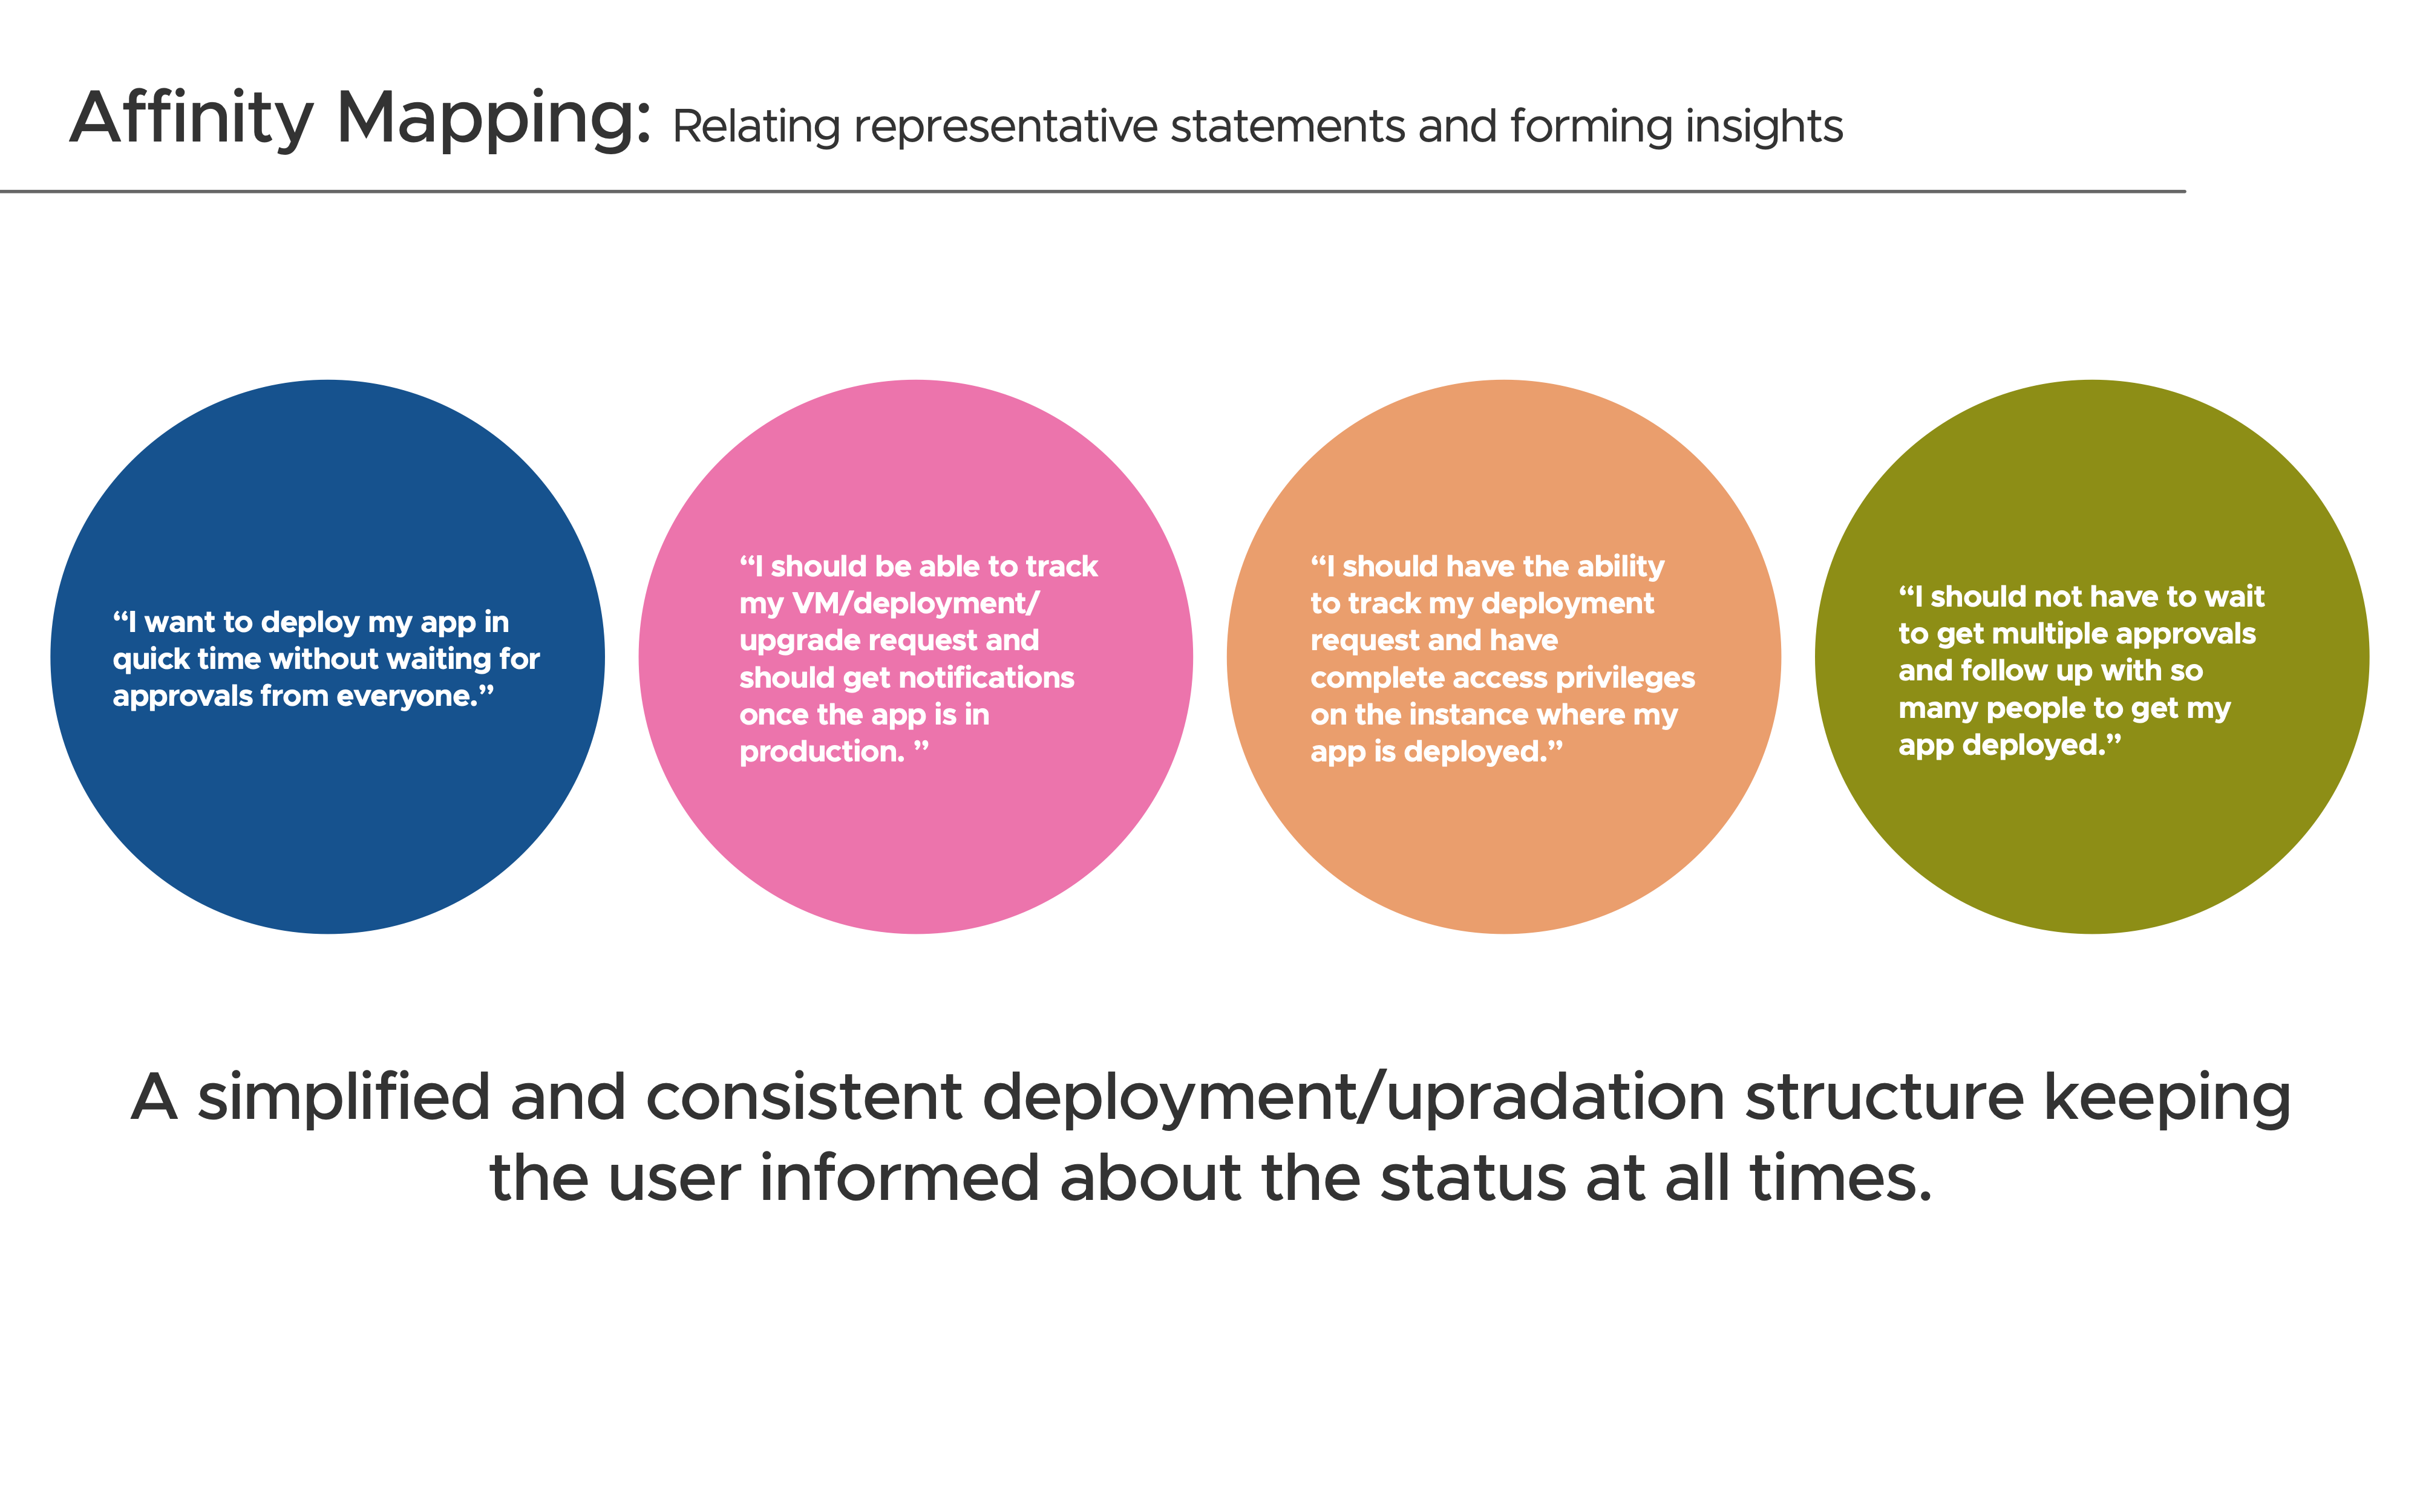 Affinity Mapping: Relating representative statements and forming insights
“I want to deploy my app in
quick time without waiting for
approvals from everyone.”
“I should be able to track
my VM/deployment/
upgrade request and
should get notifications
once the app is in
production. ”
“I should have the ability
to track my deployment
request and have
complete access privileges
on the instance where my
app is deployed.”
“I should not have to wait
to get multiple approvals
and follow up with so
many people to get my
app deployed.”
A simplified and consistent deployment/upradation structure keeping
the user informed about the status at all times.